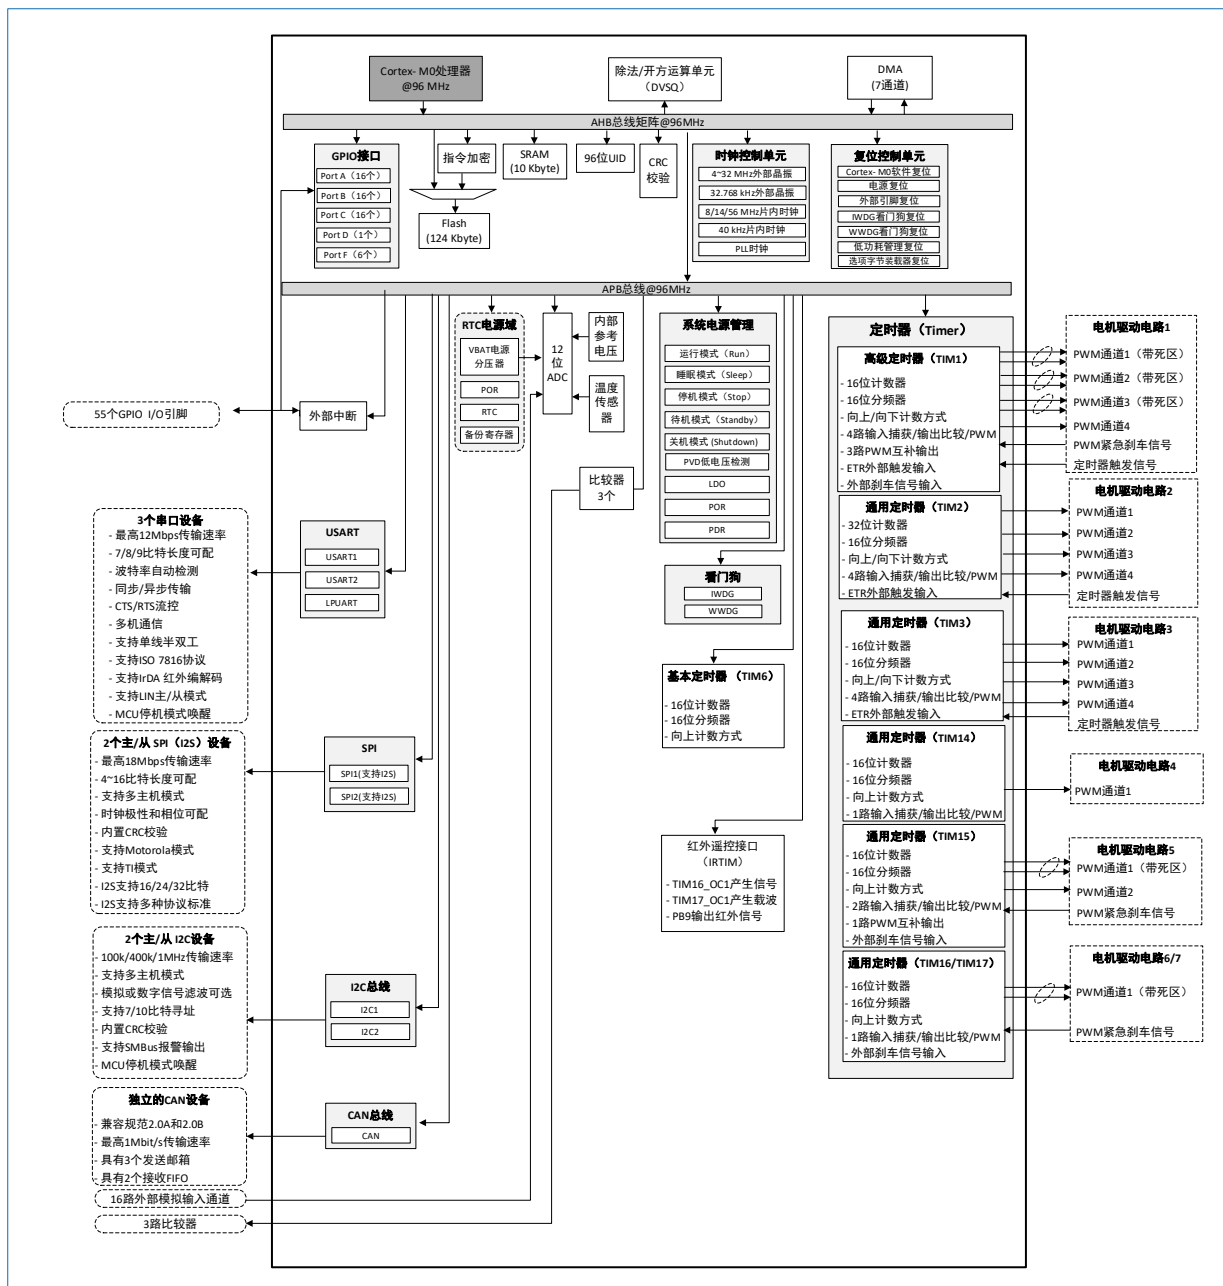 Cortex- M0处理器
@96 MHz
除法/开方运算单元
（DVSQ）
DMA
(7通道)
AHB总线矩阵@96MHz
GPIO接口
Port A（16个）
Port B（16个）
Port C（16个）
Port D（1个）
Port F（6个）
指令加密
Flash
(124 Kbyte)
SRAM
(10 Kbyte)
96位UID
CRC
校验
时钟控制单元
4~32 MHz外部晶振
32.768 kHz外部晶振
8/14/56 MHz片内时钟
40 kHz片内时钟
PLL时钟
复位控制单元
Cortex- M0软件复位
电源复位
外部引脚复位
IWDG看门狗复位
WWDG看门狗复位
低功耗管理复位
选项字节装载器复位
APB总线@96MHz
55个GPIO I/O引脚
外部中断
RTC电源域
VBAT电源
分压器
POR
RTC
备份寄存器
12
位
ADC
内部
参考
电压
温度
传感
器
比较器
3个
系统电源管理
运行模式（Run）
睡眠模式（Sleep）
停机模式（Stop）
待机模式（Standby）
关机模式 (Shutdown)
PVD低电压检测
LDO
POR
PDR
看门狗
IWDG
WWDG
基本定时器 （TIM6）
- 16位计数器
- 16位分频器
- 向上计数方式
红外遥控接口
（IRTIM）
- TIM16_OC1产生信号
- TIM17_OC1产生载波
- PB9输出红外信号
3个串口设备
- 最高12Mbps传输速率
- 7/8/9比特长度可配
- 波特率自动检测
- 同步/异步传输
- CTS/RTS流控
- 多机通信
- 支持单线半双工
- 支持ISO 7816协议
- 支持IrDA 红外编解码
- 支持LIN主/从模式
- MCU停机模式唤醒
USART
USART1
USART2
LPUART
2个主/从 SPI（I2S）设备
- 最高18Mbps传输速率
- 4~16比特长度可配
- 支持多主机模式
- 时钟极性和相位可配
- 内置CRC校验
- 支持Motorola模式
- 支持TI模式
- I2S支持16/24/32比特
- I2S支持多种协议标准
SPI
SPI1(支持I2S)
SPI2(支持I2S)
2个主/从 I2C设备
- 100k/400k/1MHz传输速率
- 支持多主机模式
- 模拟或数字信号滤波可选
- 支持7/10比特寻址
- 内置CRC校验
- 支持SMBus报警输出
- MCU停机模式唤醒
I2C总线
I2C1
I2C2
独立的CAN设备
- 兼容规范2.0A和2.0B
- 最高1Mbit/s传输速率
- 具有3个发送邮箱
- 具有2个接收FIFO
CAN总线
CAN
16路外部模拟输入通道
3路比较器
定时器（Timer）
高级定时器（TIM1）
- 16位计数器
- 16位分频器
- 向上/向下计数方式
- 4路输入捕获/输出比较/PWM
- 3路PWM互补输出
- ETR外部触发输入
- 外部刹车信号输入
通用定时器（TIM2）
- 32位计数器
- 16位分频器
- 向上/向下计数方式
- 4路输入捕获/输出比较/PWM
- ETR外部触发输入
通用定时器（TIM3）
- 16位计数器
- 16位分频器
- 向上/向下计数方式
- 4路输入捕获/输出比较/PWM
- ETR外部触发输入
通用定时器（TIM14）
- 16位计数器
- 16位分频器
- 向上计数方式
- 1路输入捕获/输出比较/PWM
通用定时器（TIM15）
- 16位计数器
- 16位分频器
- 向上计数方式
- 2路输入捕获/输出比较/PWM
- 1路PWM互补输出
- 外部刹车信号输入
通用定时器（TIM16/TIM17）
- 16位计数器
- 16位分频器
- 向上计数方式
- 1路输入捕获/输出比较/PWM
- 外部刹车信号输入
电机驱动电路1
PWM通道1（带死区）
PWM通道2（带死区）
PWM通道3（带死区）
PWM通道4
PWM紧急刹车信号
定时器触发信号
电机驱动电路2
PWM通道1
PWM通道2
PWM通道3
PWM通道4
定时器触发信号
电机驱动电路3
PWM通道1
PWM通道2
PWM通道3
PWM通道4
定时器触发信号
电机驱动电路4
PWM通道1
电机驱动电路5
PWM通道1（带死区）
PWM通道2
PWM紧急刹车信号
电机驱动电路6/7
PWM通道1（带死区）
PWM紧急刹车信号